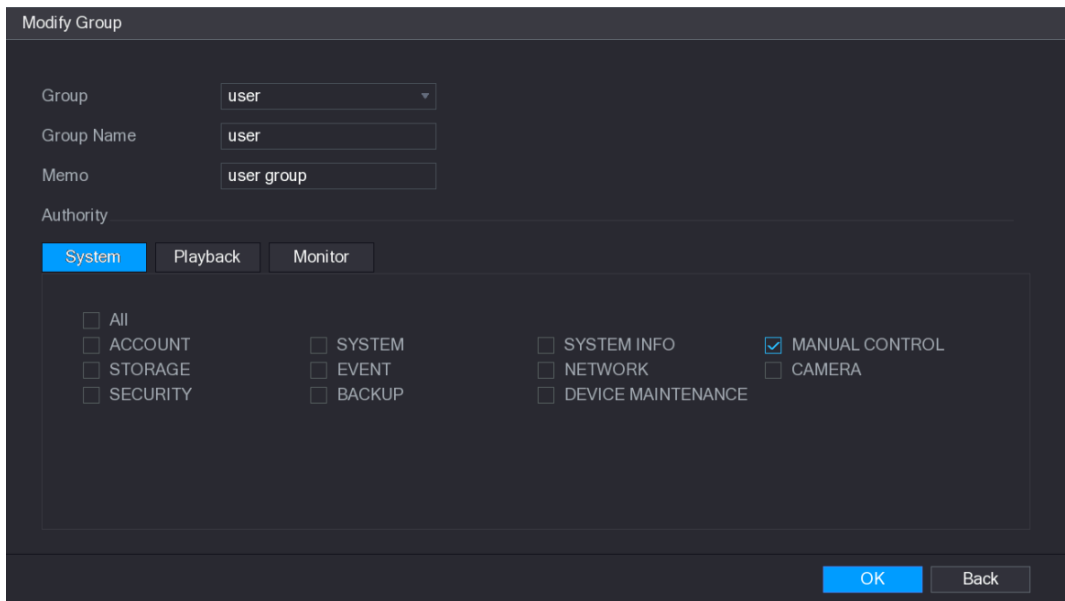 Modify Group
Group user
Group Name user
Memo user group
Authority
System Playback Monitor
All
ACCOUNT SYSTEM SYSTEM INFO MANUAL CONTROL
STORAGE EVENT NETWORK CAMERA
SECURITY BACKUP DEVICE MAINTENANCE
OK Back